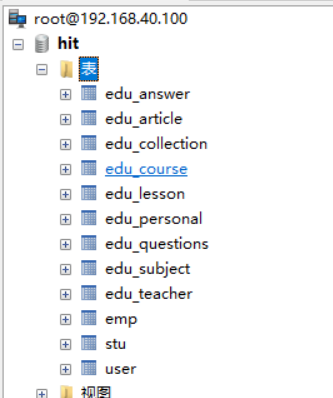 root@192.168.40.100
hit
表
edu_answer
edu_article
edu_collection
edu_course
edu_lesson
edu_personal
edu_questions
edu_subject
edu_teacher
emp
stu
user
视图